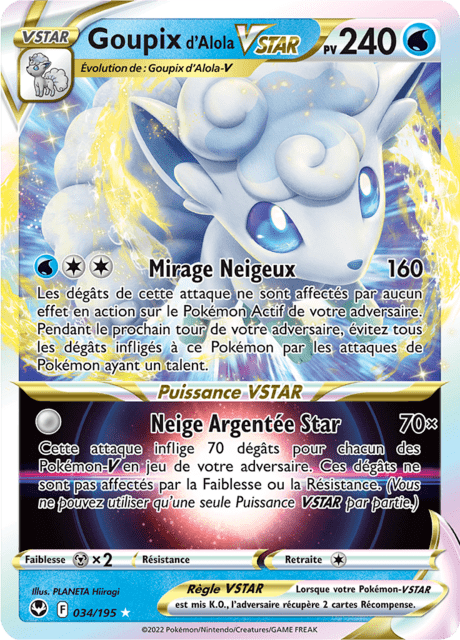 VSTAR
Goupix d'Alola VSTAR PV 240
Évolution de : Goupix d'Alola-V
Mirage Neigeux 160
Les dégâts de cette attaque ne sont affectés par aucun
effet en action sur le Pokémon Actif de votre adversaire.
Pendant le prochain tour de votre adversaire, évitez tous
les dégâts infligés à ce Pokémon par les attaques de
Pokémon ayant un talent.
Puissance VSTAR
Neige Argentée Star 70×
Cette attaque inflige 70 dégâts pour chacun des
Pokémon-V en jeu de votre adversaire. Ces dégâts ne
sont pas affectés par la Faiblesse ou la Résistance. (Vous
ne pouvez utiliser qu'une seule Puissance VSTAR par partie.)
Faiblesse ×2 Résistance Retraite
Illus. PLANETA Hiiragi
F 034/195
Règle VSTAR Lorsque votre Pokémon-VSTAR
est mis K.O., l'adversaire récupère 2 cartes Récompense.
©2022 Pokémon/Nintendo/Creatures/GAME FREAK